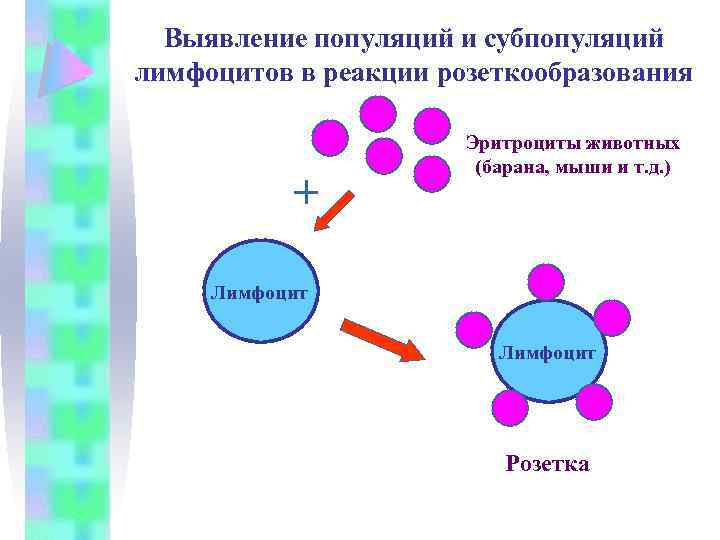 Выявление популяций и субпопуляций
лимфоцитов в реакции розеткообразования
Эритроциты животных
(барана, мыши и т.д.)
+
Лимфоцит
Лимфоцит
Розетка